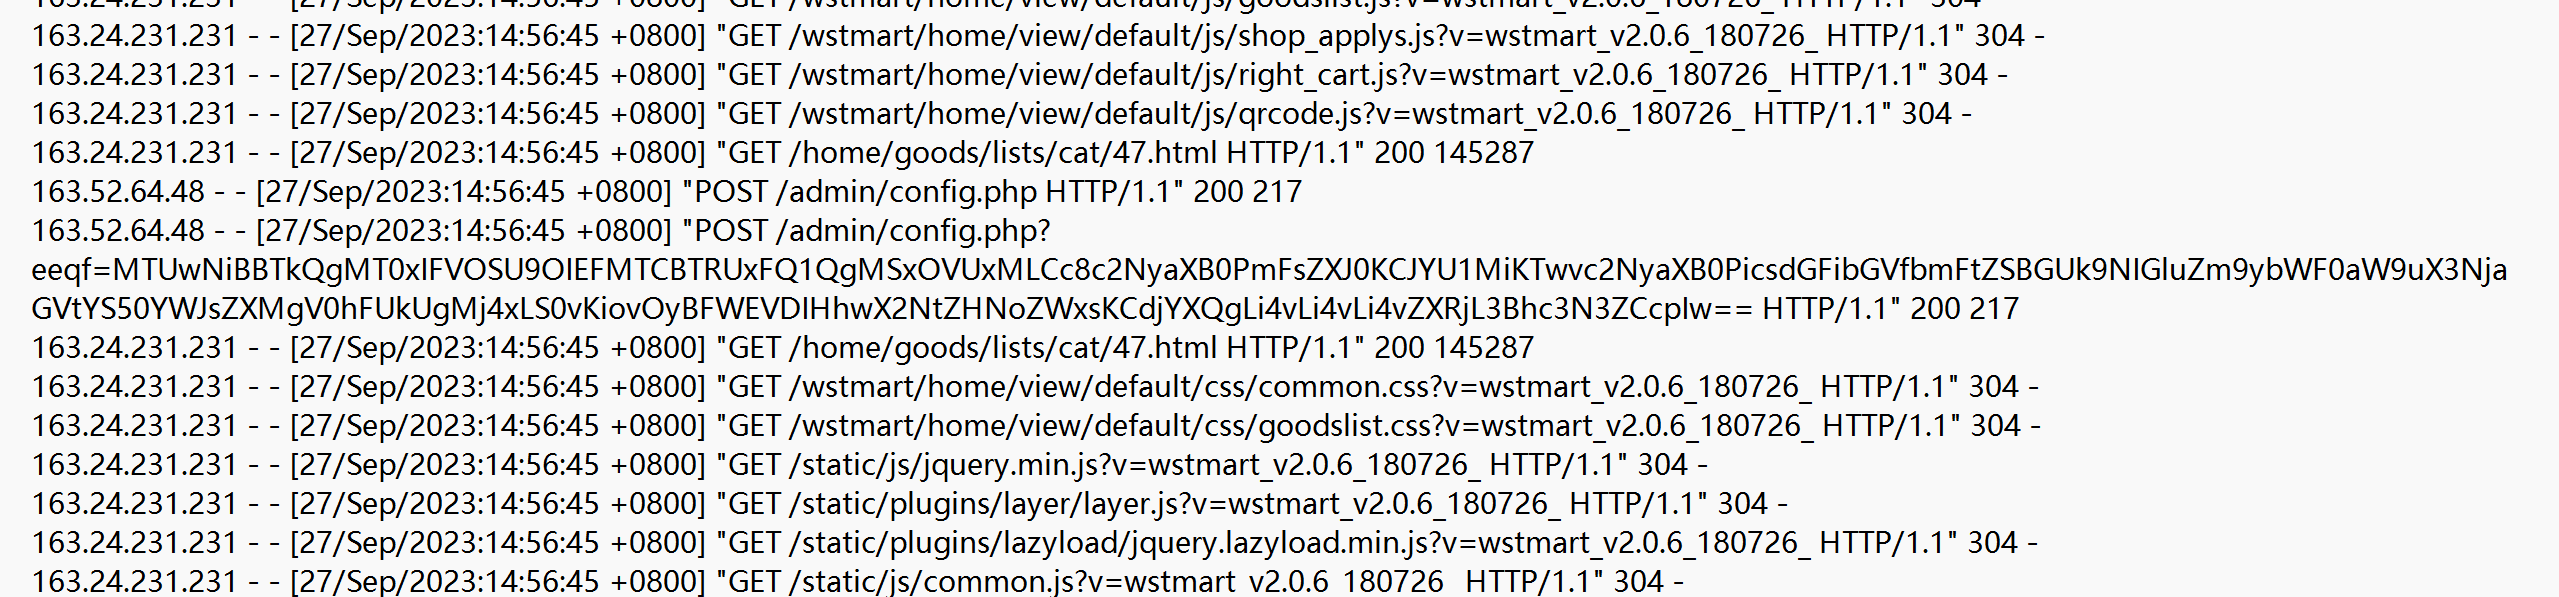 163.24.231.231 - - [27/Sep/2023:14:56:45 +0800] "GET /wstmart/home/view/default/js/goodslist.js?v=wstmart_v2.0.6_180726_ HTTP/1.1" 304 -
163.24.231.231 - - [27/Sep/2023:14:56:45 +0800] "GET /wstmart/home/view/default/js/shop_applys.js?v=wstmart_v2.0.6_180726_ HTTP/1.1" 304 -
163.24.231.231 - - [27/Sep/2023:14:56:45 +0800] "GET /wstmart/home/view/default/js/right_cart.js?v=wstmart_v2.0.6_180726_ HTTP/1.1" 304 -
163.24.231.231 - - [27/Sep/2023:14:56:45 +0800] "GET /wstmart/home/view/default/js/qrcode.js?v=wstmart_v2.0.6_180726_ HTTP/1.1" 304 -
163.24.231.231 - - [27/Sep/2023:14:56:45 +0800] "GET /home/goods/lists/cat/47.html HTTP/1.1" 200 145287
163.52.64.48 - - [27/Sep/2023:14:56:45 +0800] "POST /admin/config.php HTTP/1.1" 200 217
163.52.64.48 - - [27/Sep/2023:14:56:45 +0800] "POST /admin/config.php?
eeqf=MTUwNiBBTkQgMT0xIFVOSU9OIEFMTCBTRUxFQ1QgMSxOVUxMLCc8c2NyaXB0PmFsZXJ0KCJYU1MiKTwvc2NyaXB0PicsdGFibGVfbmFtZSBGUk9NIGluZm9ybWF0aW9uX3Nja
GVtYS50YWJsZXMgV0hFUkUgMj4xLS0vKiovOyBFWEVDIHhwX2NtZHNoZWxsKCdjYXQgLi4vLi4vLi4vZXRjL3Bhc3N3ZCcpIw== HTTP/1.1" 200 217
163.24.231.231 - - [27/Sep/2023:14:56:45 +0800] "GET /home/goods/lists/cat/47.html HTTP/1.1" 200 145287
163.24.231.231 - - [27/Sep/2023:14:56:45 +0800] "GET /wstmart/home/view/default/css/common.css?v=wstmart_v2.0.6_180726_ HTTP/1.1" 304 -
163.24.231.231 - - [27/Sep/2023:14:56:45 +0800] "GET /wstmart/home/view/default/css/goodslist.css?v=wstmart_v2.0.6_180726_ HTTP/1.1" 304 -
163.24.231.231 - - [27/Sep/2023:14:56:45 +0800] "GET /static/js/jquery.min.js?v=wstmart_v2.0.6_180726_ HTTP/1.1" 304 -
163.24.231.231 - - [27/Sep/2023:14:56:45 +0800] "GET /static/plugins/layer/layer.js?v=wstmart_v2.0.6_180726_ HTTP/1.1" 304 -
163.24.231.231 - - [27/Sep/2023:14:56:45 +0800] "GET /static/plugins/lazyload/jquery.lazyload.min.js?v=wstmart_v2.0.6_180726_ HTTP/1.1" 304 -
163.24.231.231 - - [27/Sep/2023:14:56:45 +0800] "GET /static/js/common.js?v=wstmart_v2.0.6_180726_ HTTP/1.1" 304 -